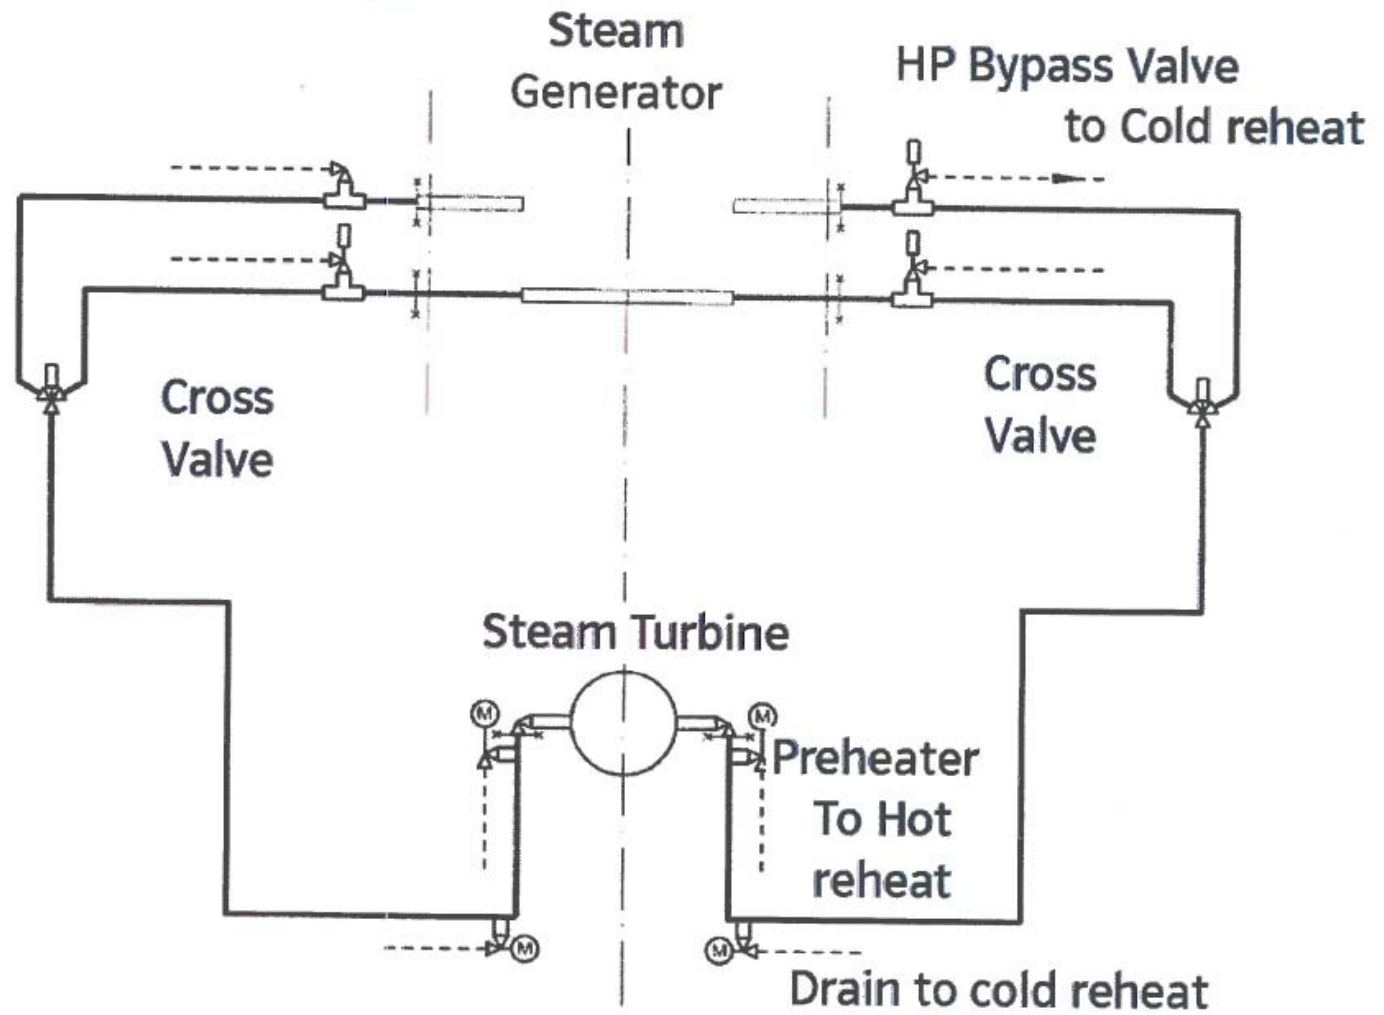 Steam
Generator
HP Bypass Valve
to Cold reheat
Cross
Valve
Cross
Valve
Steam Turbine
M
M
Preheater
To Hot
reheat
M
M
Drain to cold reheat